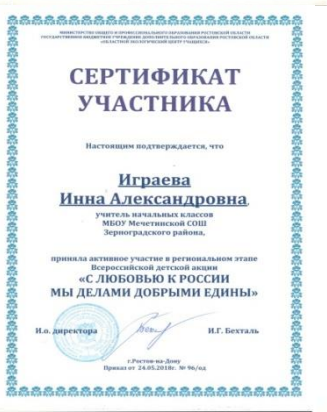 МИНИСТЕРСТВО ОБЩЕГО И ПРОФЕССИОНАЛЬНОГО ОБРАЗОВАНИЯ РОСТОВСКОЙ ОБЛАСТИ
ГОСУДАРСТВЕННОЕ БЮДЖЕТНОЕ УЧРЕЖДЕНИЕ ДОПОЛНИТЕЛЬНОГО ОБРАЗОВАНИЯ РОСТОВСКОЙ ОБЛАСТИ
«ОБЛАСТНОЙ ЭКОЛОГИЧЕСКИЙ ЦЕНТР УЧАЩИХСЯ»
СЕРТИФИКАТ
УЧАСТНИКА
Настоящим подтверждается, что
Играева
Инна Александровна,
учитель начальных классов
МБОУ Мечетинской СОШ
Зерноградского района,
приняла активное участие в региональном этапе
Всероссийской детской акции
«С ЛЮБОВЬЮ К РОССИИ
МЫ ДЕЛАМИ ДОБРЫМИ ЕДИНЫ»
И.о. директора И.Г. Бехталь
г.Ростов-на-Дону
Приказ от 24.05.2018г. № 96/од